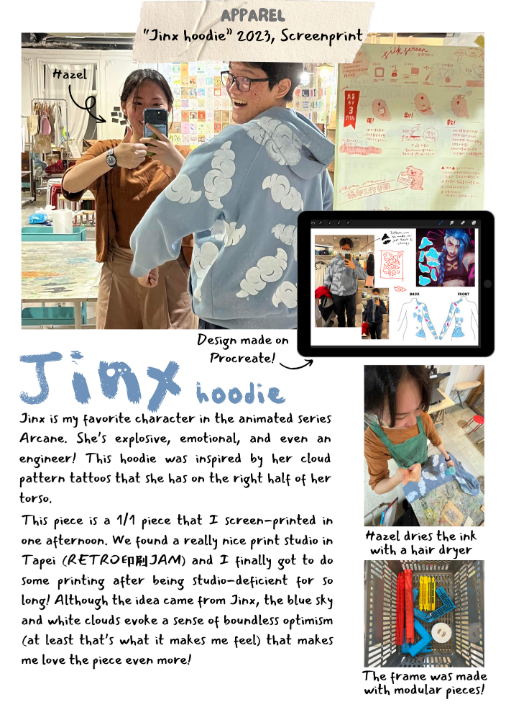 APPAREL
"Jinx hoodie" 2023, Screenprint
Hazel
silk screen
BACK
FRONT
Design made on
Procreate!
Jinx hoodie
Jinx is my favorite character in the animated series
Arcane. She's explosive, emotional, and even an
engineer! This hoodie was inspired by her cloud
pattern tattoos that she has on the right half of her
torso.
This piece is a 1/1 piece that I screen-printed in
one afternoon. We found a really nice print studio in
Tapei (RETRO印刷JAM) and I finally got to do
some printing after being studio-deficient for so
long! Although the idea came from Jinx, the blue sky
and white clouds evoke a sense of boundless optimism
(at least that's what it makes me feel) that makes
me love the piece even more!
Hazel dries the ink
with a hair dryer
The frame was made
with modular pieces!